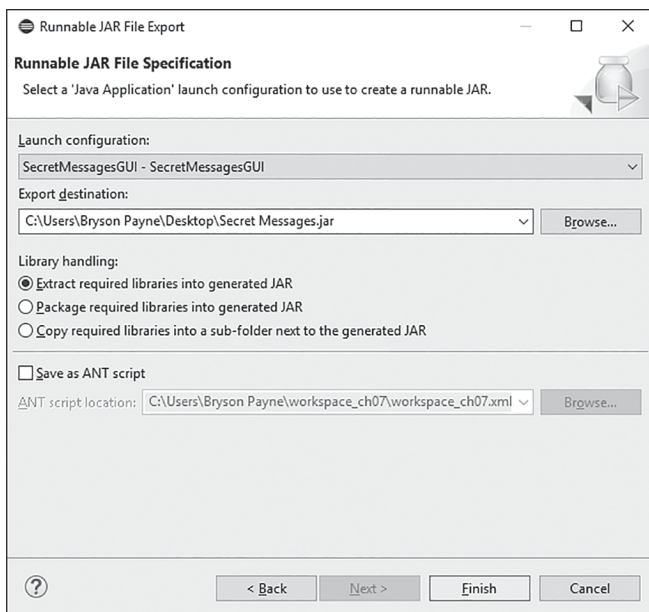 Runnable JAR File Export
Runnable JAR File Specification
Select a 'Java Application' launch configuration to use to create a runnable JAR.
Launch configuration:
SecretMessagesGUI - SecretMessagesGUI
Export destination:
C:\Users\Bryson Payne\Desktop\Secret Messages.jar
Browse...
Library handling:
Extract required libraries into generated JAR
Package required libraries into generated JAR
Copy required libraries into a sub-folder next to the generated JAR
Save as ANT script
ANT script location:
C:\Users\Bryson Payne\workspace_ch07\workspace_ch07.xml
Browse...
?
< Back
Next >
Finish
Cancel